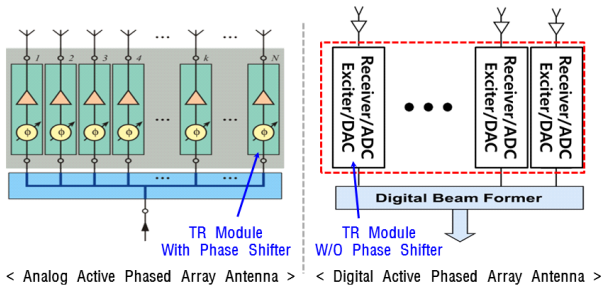 1 2 3 4 k N
... ...
ϕ ϕ ϕ ϕ ϕ ϕ
... ...
TR Module
With Phase Shifter
< Analog Active Phased Array Antenna >
Receiver/ADC
Exciter/DAC
Receiver/ADC
Exciter/DAC
Receiver/ADC
Exciter/DAC
Digital Beam Former
TR Module
W/O Phase Shifter
< Digital Active Phased Array Antenna >